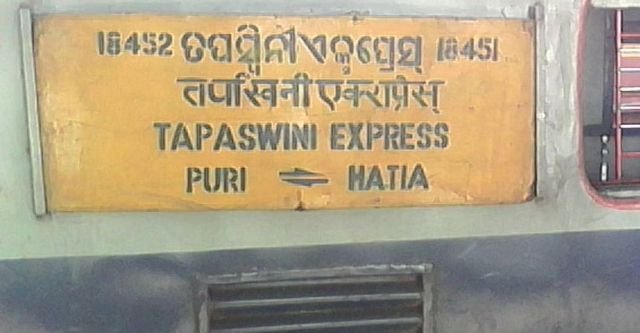 18452 ତପସ୍ୱିନୀ ଏକ୍ସପ୍ରେସ୍ 18451
तपस्विनी एक्सप्रेस
TAPASWINI EXPRESS
PURI ⇌ HATIA